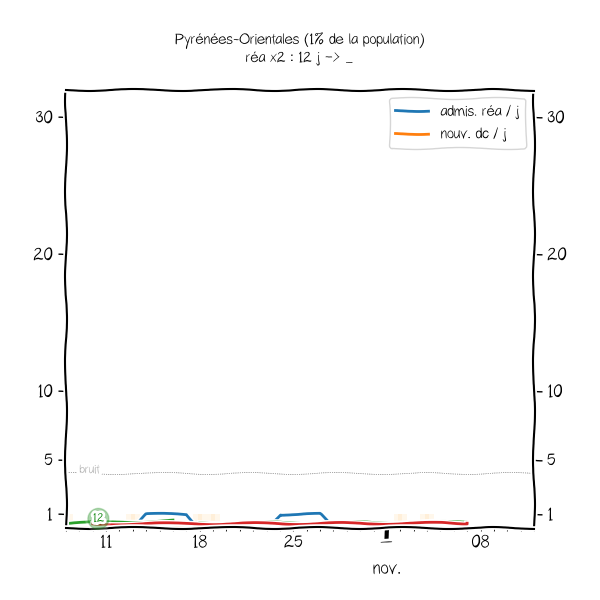 Pyrénées-Orientales (1% de la population)
réa x2 : 12 j -> _
admis. réa / j
nouv. dc / j
30 30
20 20
10 10
5 5
bruit
1 12 1
11 18 25 08
nov.